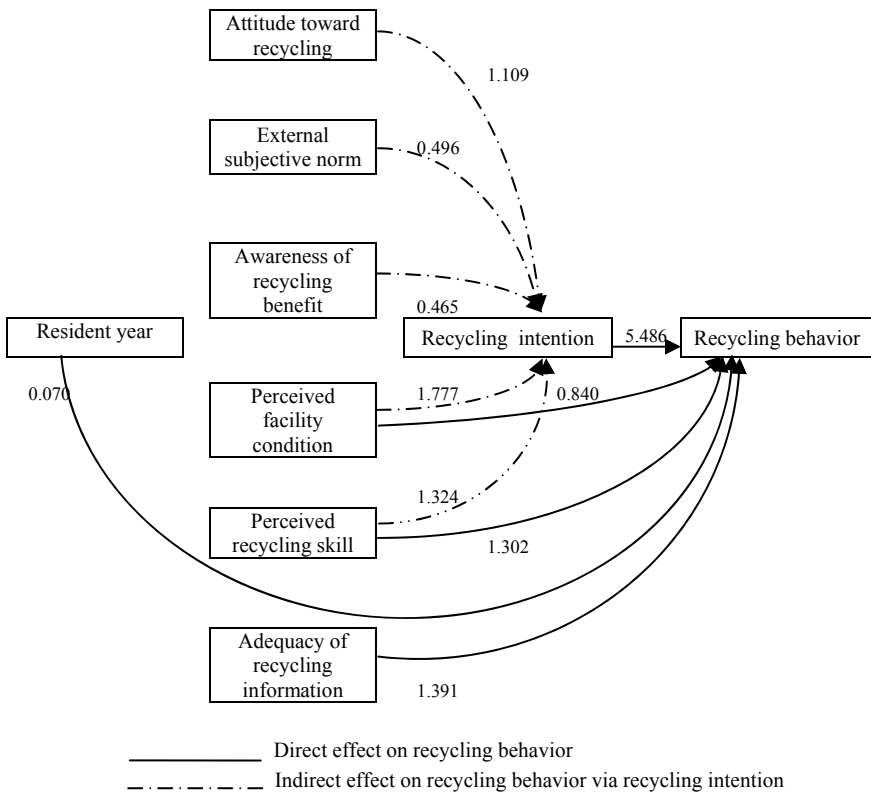 Attitude toward
recycling
1.109
External
subjective norm
0.496
Awareness of
recycling
benefit
0.465
Resident year
Recycling intention
5.486
Recycling behavior
0.070
Perceived
facility
condition
1.777
0.840
1.324
Perceived
recycling skill
1.302
Adequacy of
recycling
information
1.391
Direct effect on recycling behavior
Indirect effect on recycling behavior via recycling intention